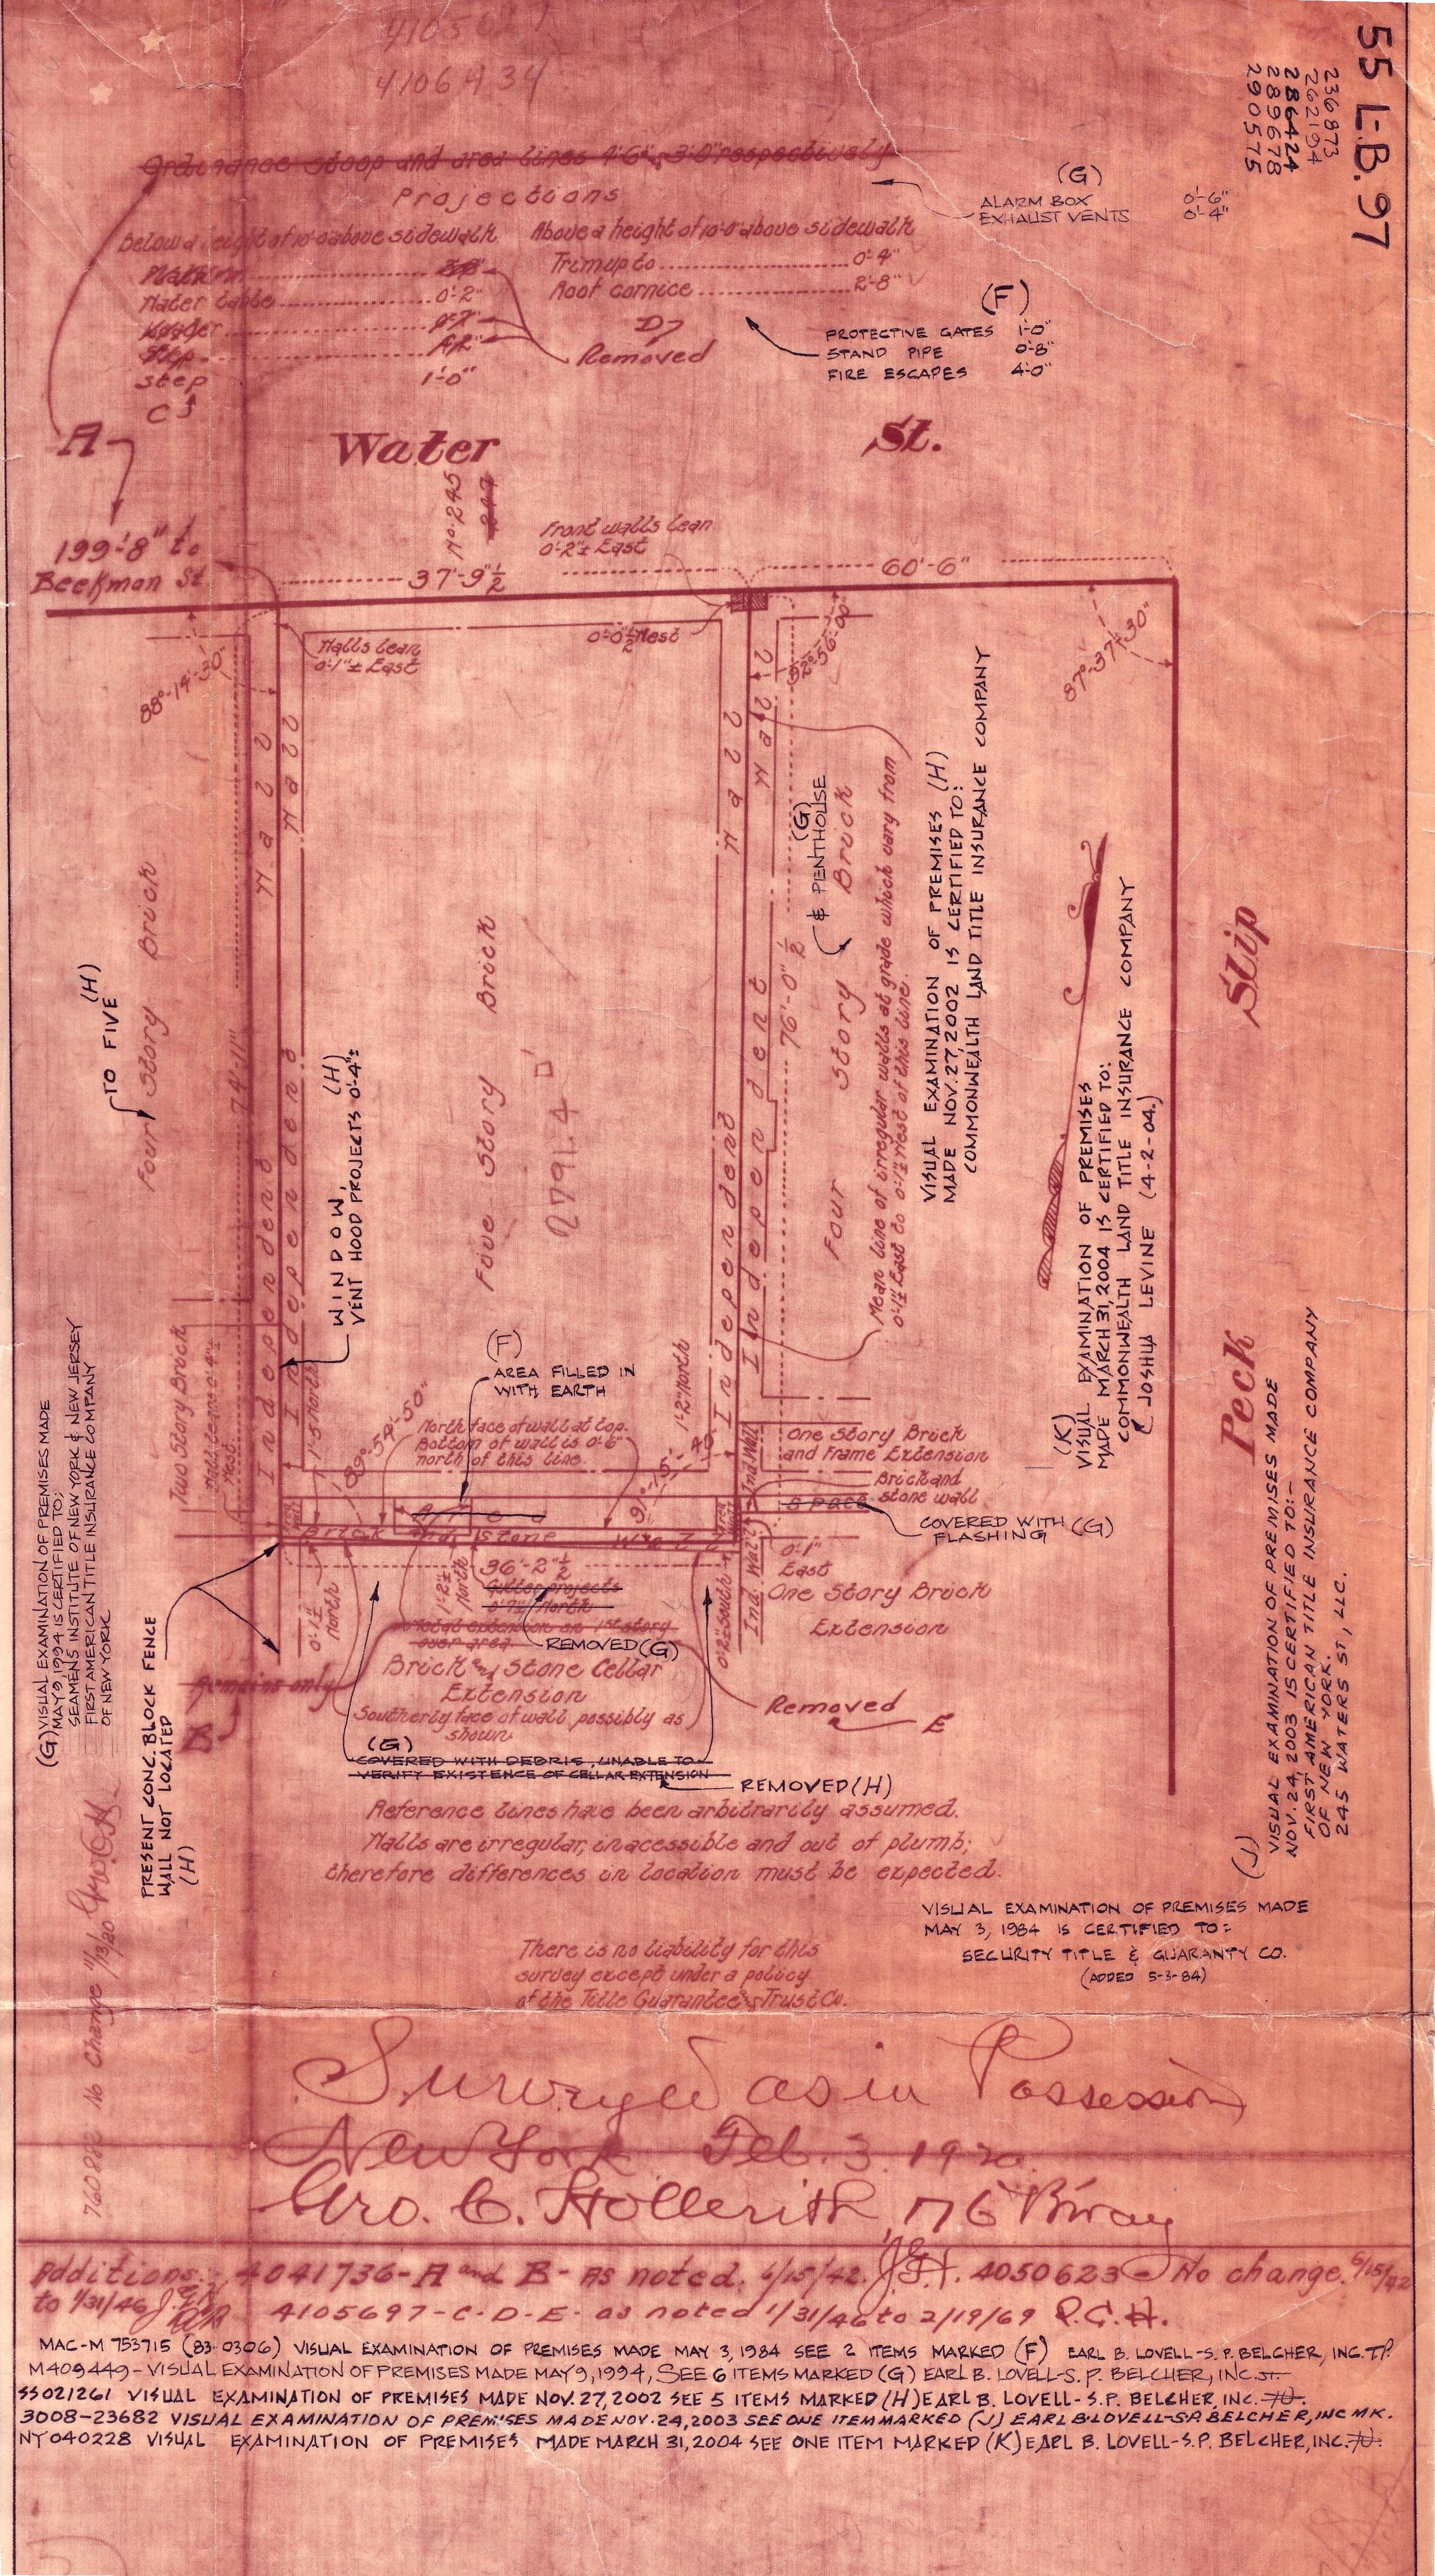 4106A34
55 L.B. 97
236873
262194
286424
289678
290575
Ordinance stoop and area lines 4'-6" & 3'-0" respectively
Projections
Below a height of 10'-0 above sidewalk
Platform 
Water table 0'-2"
Leader
Step
Step 1'-0"
C
Above a height of 10'-0" above sidewalk
Trim up to 0'-4"
Roof cornice 2'-8"
D
Removed
(G)
ALARM BOX 0'-6"
EXHAUST VENTS 0'-4"
(F)
PROTECTIVE GATES 1'-0"
STAND PIPE 0'-8"
FIRE ESCAPES 4'-0"
A
Water St.
No. 245
247
Front walls lean
0'-2"± East
199'-8" to
Beekman St.
37'-9½
60'-6"
Walls lean
0'-1"± East
0'-0½ West
88°-14'-30"
92°-56'-00"
87°-37'-30"
Wall
Wall
Wall
Wall
Independent
Independent
Independent
Independent
Four Story Brick
TO FIVE (H)
74'-11"
Five Story Brick
2791.4 □'
76'-0"½
Four Story Brick
& PENTHOUSE
(G)
Mean line of irregular walls at grade which vary from
0'-1½ East to 0'-1½ West of this line.
VISUAL EXAMINATION OF PREMISES (H)
MADE NOV. 27, 2002 IS CERTIFIED TO:
COMMONWEALTH LAND TITLE INSURANCE COMPANY
(K)
VISUAL EXAMINATION OF PREMISES
MADE MARCH 31, 2004 IS CERTIFIED TO:
COMMONWEALTH LAND TITLE INSURANCE COMPANY
JOSHUA LEVINE (4-2-04.)
Peck Slip
WINDOW, (H)
VENT HOOD PROJECTS 0'-4"±
Two Story Brick
Wall leans 0'-4"±
West
1'-5 North
89°-54'-50"
(F)
AREA FILLED IN
WITH EARTH
North face of wall at top.
Bottom of wall is 0'-6"
north of this line.
1'-2" North
91°-15'-40"
One Story Brick
and Frame Extension
Brick and
stone wall
Space
COVERED WITH (G)
FLASHING
Ind. Wall
Area
Brick and Stone Wall
36'-2"½
0'-1½ North
1'-2½ North
Gutter projects
0'-7½ North
Metal extension on 1st story
over area
REMOVED (G)
0'-2" South
Ind. Wall
0'-1"
East
One Story Brick
Extension
Brick and Stone Cellar
Extension
Southerly face of wall possibly as
shown
Remains only
B
Removed
E
(G)
COVERED WITH DEBRIS, UNABLE TO
VERIFY EXISTENCE OF CELLAR EXTENSION
REMOVED (H)
PRESENT CONC. BLOCK FENCE
WALL NOT LOCATED
(H)
(G) VISUAL EXAMINATION OF PREMISES MADE
MAY 9, 1994 IS CERTIFIED TO;
SEAMENS INSTITUTE OF NEW YORK & NEW JERSEY
FIRST AMERICAN TITLE INSURANCE COMPANY
OF NEW YORK.
(J)
VISUAL EXAMINATION OF PREMISES MADE
NOV. 24, 2003 IS CERTIFIED TO:-
FIRST AMERICAN TITLE INSURANCE COMPANY
OF NEW YORK.
245 WATERS ST, LLC.
Reference lines have been arbitrarily assumed.
Walls are irregular, inacessible and out of plumb;
therefore differences in location must be expected.
VISUAL EXAMINATION OF PREMISES MADE
MAY 3, 1984 IS CERTIFIED TO:
SECURITY TITLE & GUARANTY CO.
(ADDED 5-3-84)
There is no liability for this
survey except under a policy
of the Title Guarantee & Trust Co.
760882 No Change 11/13/20 Geo. C. H.
Surveyed as in Possession
New York Feb. 3. 1920.
Geo. C. Hollerith, 176 B'way
Additions: 4041736-A and B- As noted. 6/15/42. J.G.H. 4050623- No change. 6/15/42
to 1/31/46 4105697-C-D-E- as noted 1/31/46 to 2/19/69 P.C.H.
MAC-M 753715 (83-0306) VISUAL EXAMINATION OF PREMISES MADE MAY 3, 1984 SEE 2 ITEMS MARKED (F) EARL B. LOVELL-S.P. BELCHER, INC. T.P.
M409449- VISUAL EXAMINATION OF PREMISES MADE MAY 9, 1994, SEE 6 ITEMS MARKED (G) EARL B. LOVELL-S.P. BELCHER, INC. ST.
SS021261 VISUAL EXAMINATION OF PREMISES MADE NOV. 27, 2002 SEE 5 ITEMS MARKED (H) EARL B. LOVELL-S.P. BELCHER, INC.
3008-23682 VISUAL EXAMINATION OF PREMISES MADE NOV. 24, 2003 SEE ONE ITEM MARKED (J) EARL B. LOVELL-S.P. BELCHER, INC MK.
NY040228 VISUAL EXAMINATION OF PREMISES MADE MARCH 31, 2004 SEE ONE ITEM MARKED (K) EARL B. LOVELL-S.P. BELCHER, INC.